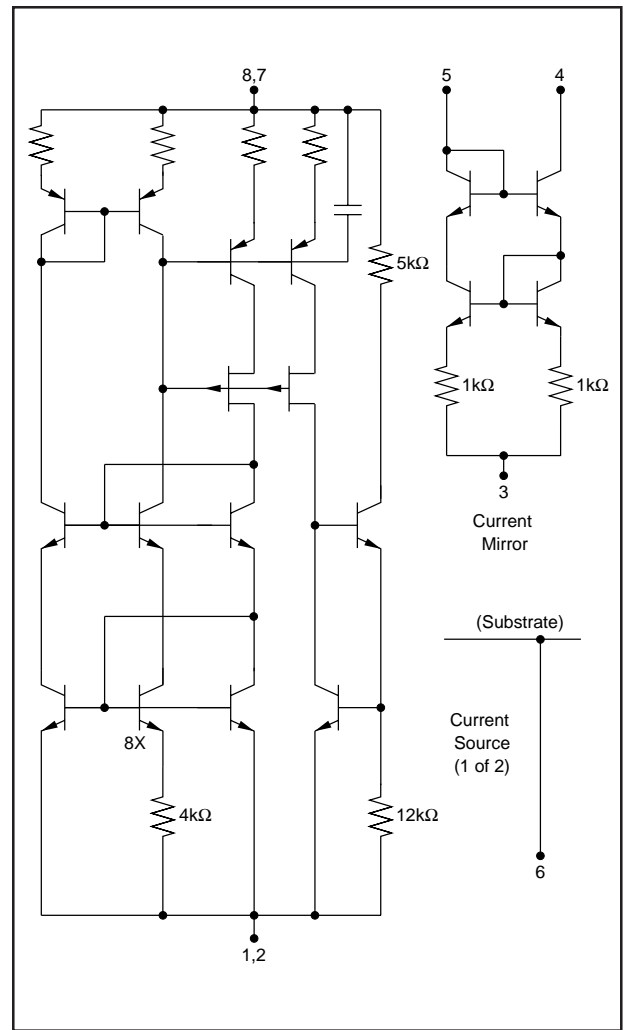 8,7
5
4
5kΩ
1kΩ
1kΩ
3
Current
Mirror
(Substrate)
Current
Source
(1 of 2)
8X
4kΩ
12kΩ
6
1,2